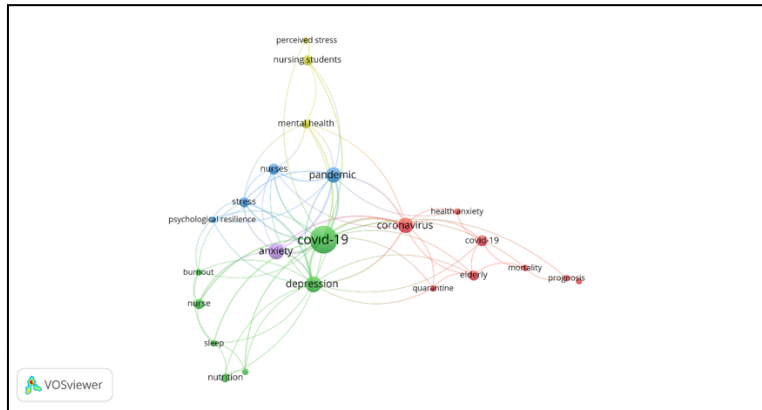 perceived stress
nursing students
mental health
nurses
pandemic
stress
health anxiety
psychological resilience
coronavirus
covid-19
covid-19
anxiety
mortality
burnout
elderly
prognosis
depression
quarantine
nurse
sleep
nutrition
VOSviewer